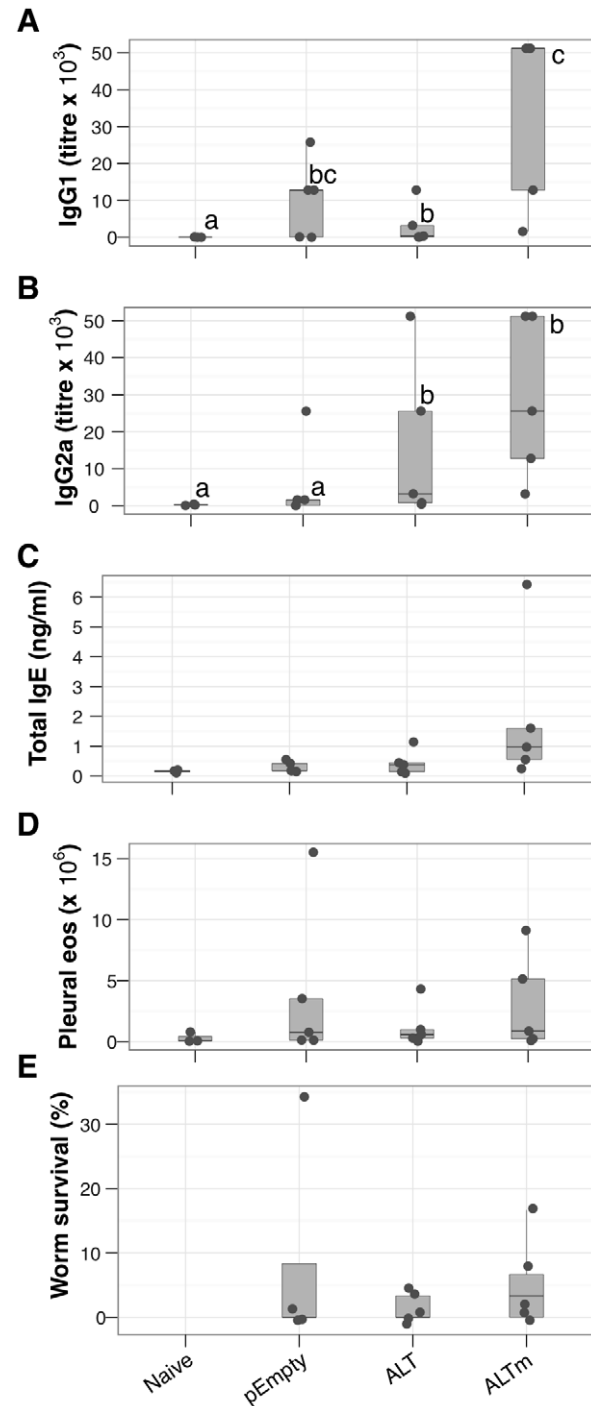 A
IgG1 (titre x 10³)
50
40
30
20
10
0
a
bc
b
c
B
IgG2a (titre x 10³)
50
40
30
20
10
0
a
a
b
b
C
Total IgE (ng/ml)
6
5
4
3
2
1
0
D
Pleural eos (x 10⁶)
15
10
5
0
E
Worm survival (%)
30
20
10
0
Naive
pEmpty
ALT
ALTm